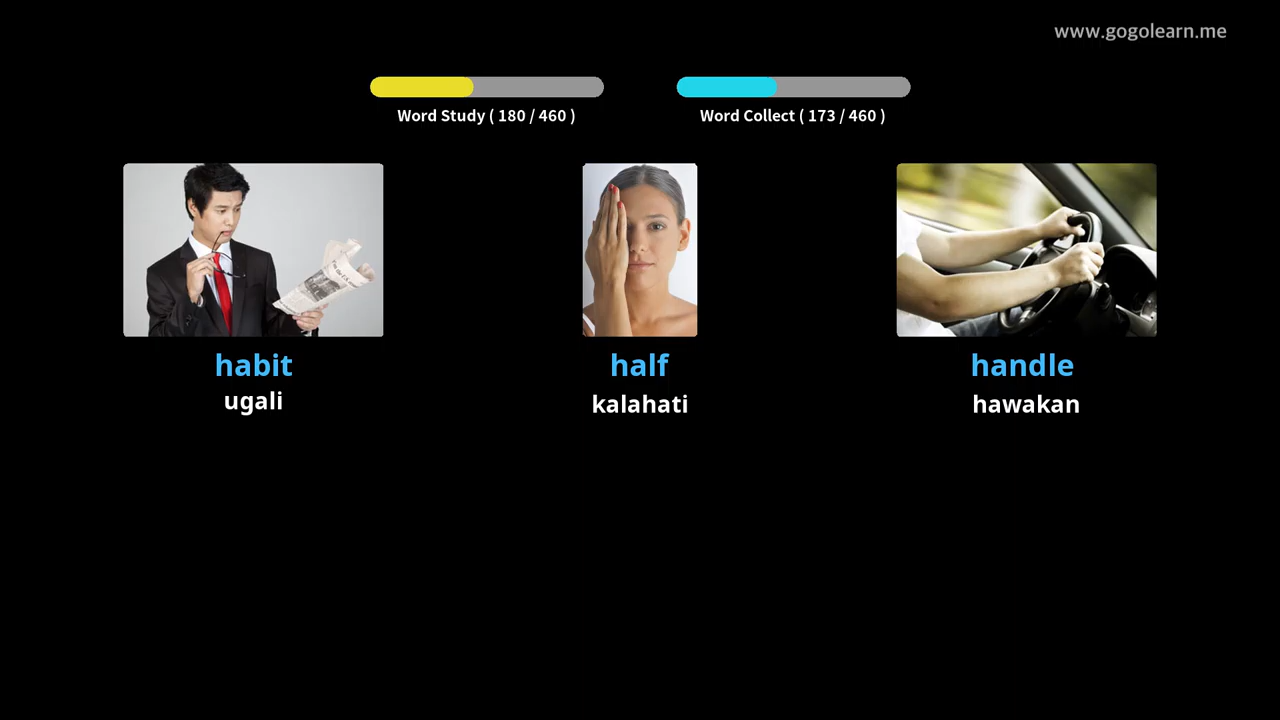 www.gogolearn.me
Word Study ( 180 / 460 )
Word Collect ( 173 / 460 )
habit
ugali
half
kalahati
handle
hawakan